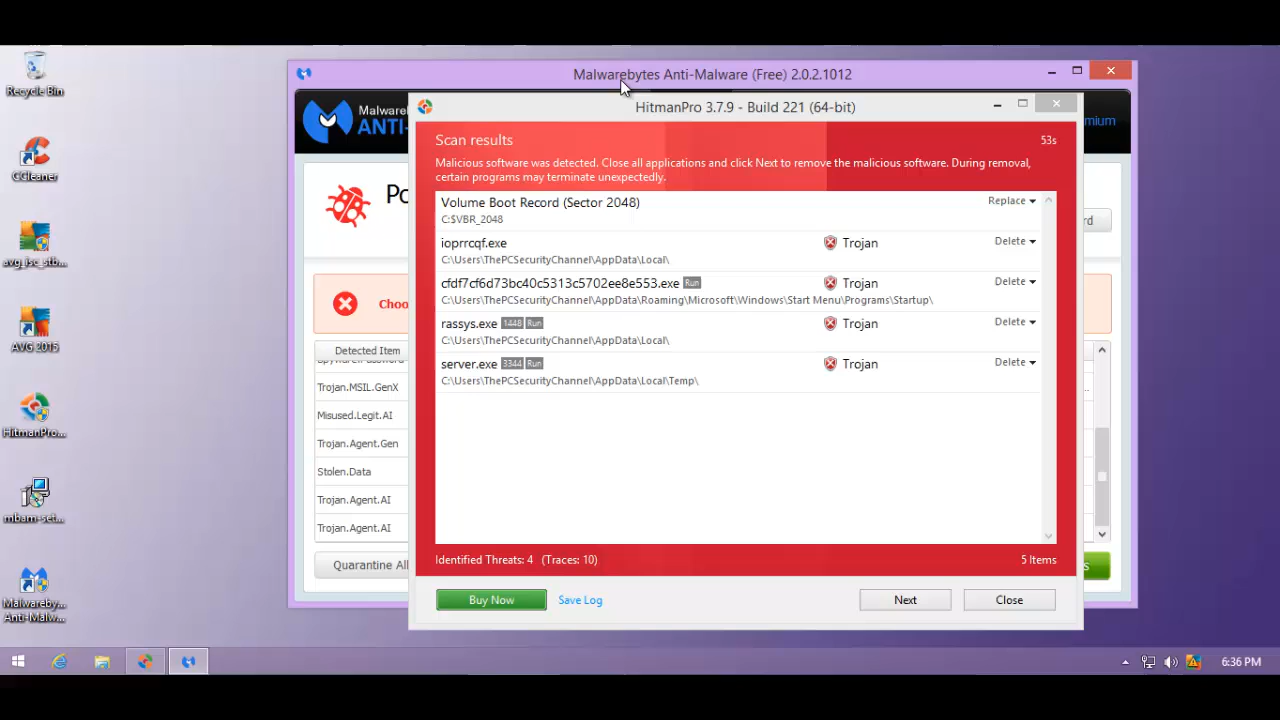 Recycle Bin
CCleaner
avg_isc_stb...
AVG 2015
HitmanPro...
mbam-set...
Malwareby...
Anti-Malw...
Malwarebytes Anti-Malware (Free) 2.0.2.1012
Malware
ANTI-
emium
Po
rd
Choo
Detected Item
Trojan.MSIL.GenX
Misused.Legit.AI
Trojan.Agent.Gen
Stolen.Data
Trojan.Agent.AI
Trojan.Agent.AI
Quarantine All
s
HitmanPro 3.7.9 - Build 221 (64-bit)
Scan results
53s
Malicious software was detected. Close all applications and click Next to remove the malicious software. During removal,
certain programs may terminate unexpectedly.
Volume Boot Record (Sector 2048) Replace
C:$VBR_2048
ioprrcqf.exe Trojan Delete
C:\Users\ThePCSecurityChannel\AppData\Local\
cfdf7cf6d73bc40c5313c5702ee8e553.exe Run Trojan Delete
C:\Users\ThePCSecurityChannel\AppData\Roaming\Microsoft\Windows\Start Menu\Programs\Startup\
rassys.exe 1448 Run Trojan Delete
C:\Users\ThePCSecurityChannel\AppData\Local\
server.exe 3344 Run Trojan Delete
C:\Users\ThePCSecurityChannel\AppData\Local\Temp\
Identified Threats: 4 (Traces: 10) 5 Items
Buy Now Save Log Next Close
6:36 PM